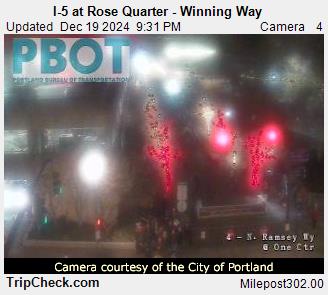 I-5 at Rose Quarter - Winning Way
Updated Dec 19 2024 9:31 PM Camera 4
PBOT
PORTLAND BUREAU OF TRANSPORTATION
4 - N. Ramsey Wy
@ One Ctr
Camera courtesy of the City of Portland
TripCheck.com Milepost302.00